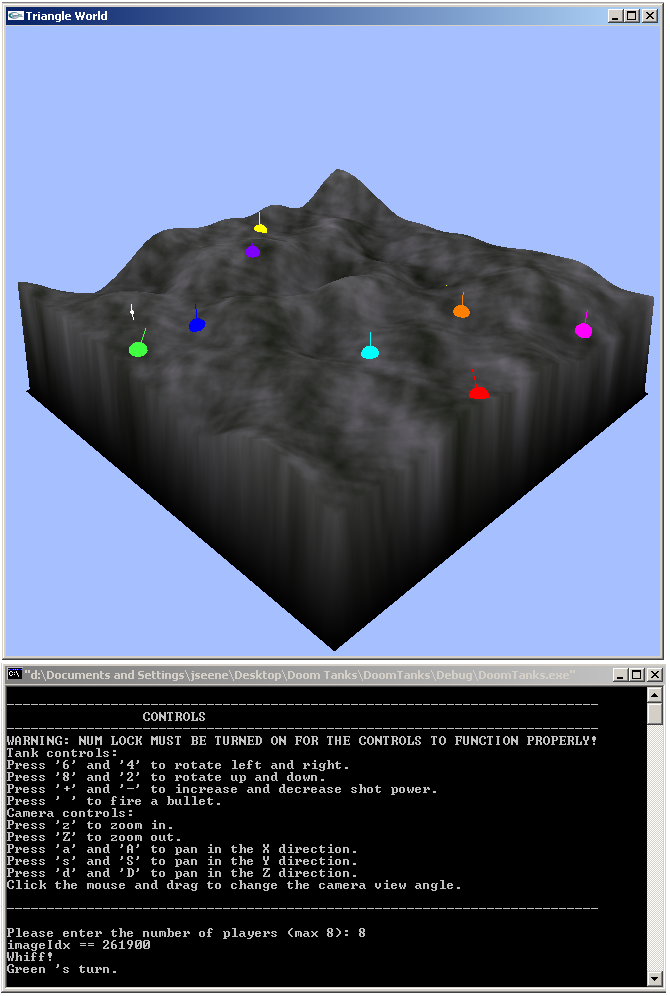 Triangle World
"d:\Documents and Settings\jseene\Desktop\Doom Tanks\DoomTanks\Debug\DoomTanks.exe"
CONTROLS
WARNING: NUM LOCK MUST BE TURNED ON FOR THE CONTROLS TO FUNCTION PROPERLY!
Tank controls:
Press '6' and '4' to rotate left and right.
Press '8' and '2' to rotate up and down.
Press '+' and '-' to increase and decrease shot power.
Press ' ' to fire a bullet.
Camera controls:
Press 'z' to zoom in.
Press 'Z' to zoom out.
Press 'a' and 'A' to pan in the X direction.
Press 's' and 'S' to pan in the Y direction.
Press 'd' and 'D' to pan in the Z direction.
Click the mouse and drag to change the camera view angle.
Please enter the number of players (max 8): 8
imageIdx == 261900
Whiff!
Green 's turn.